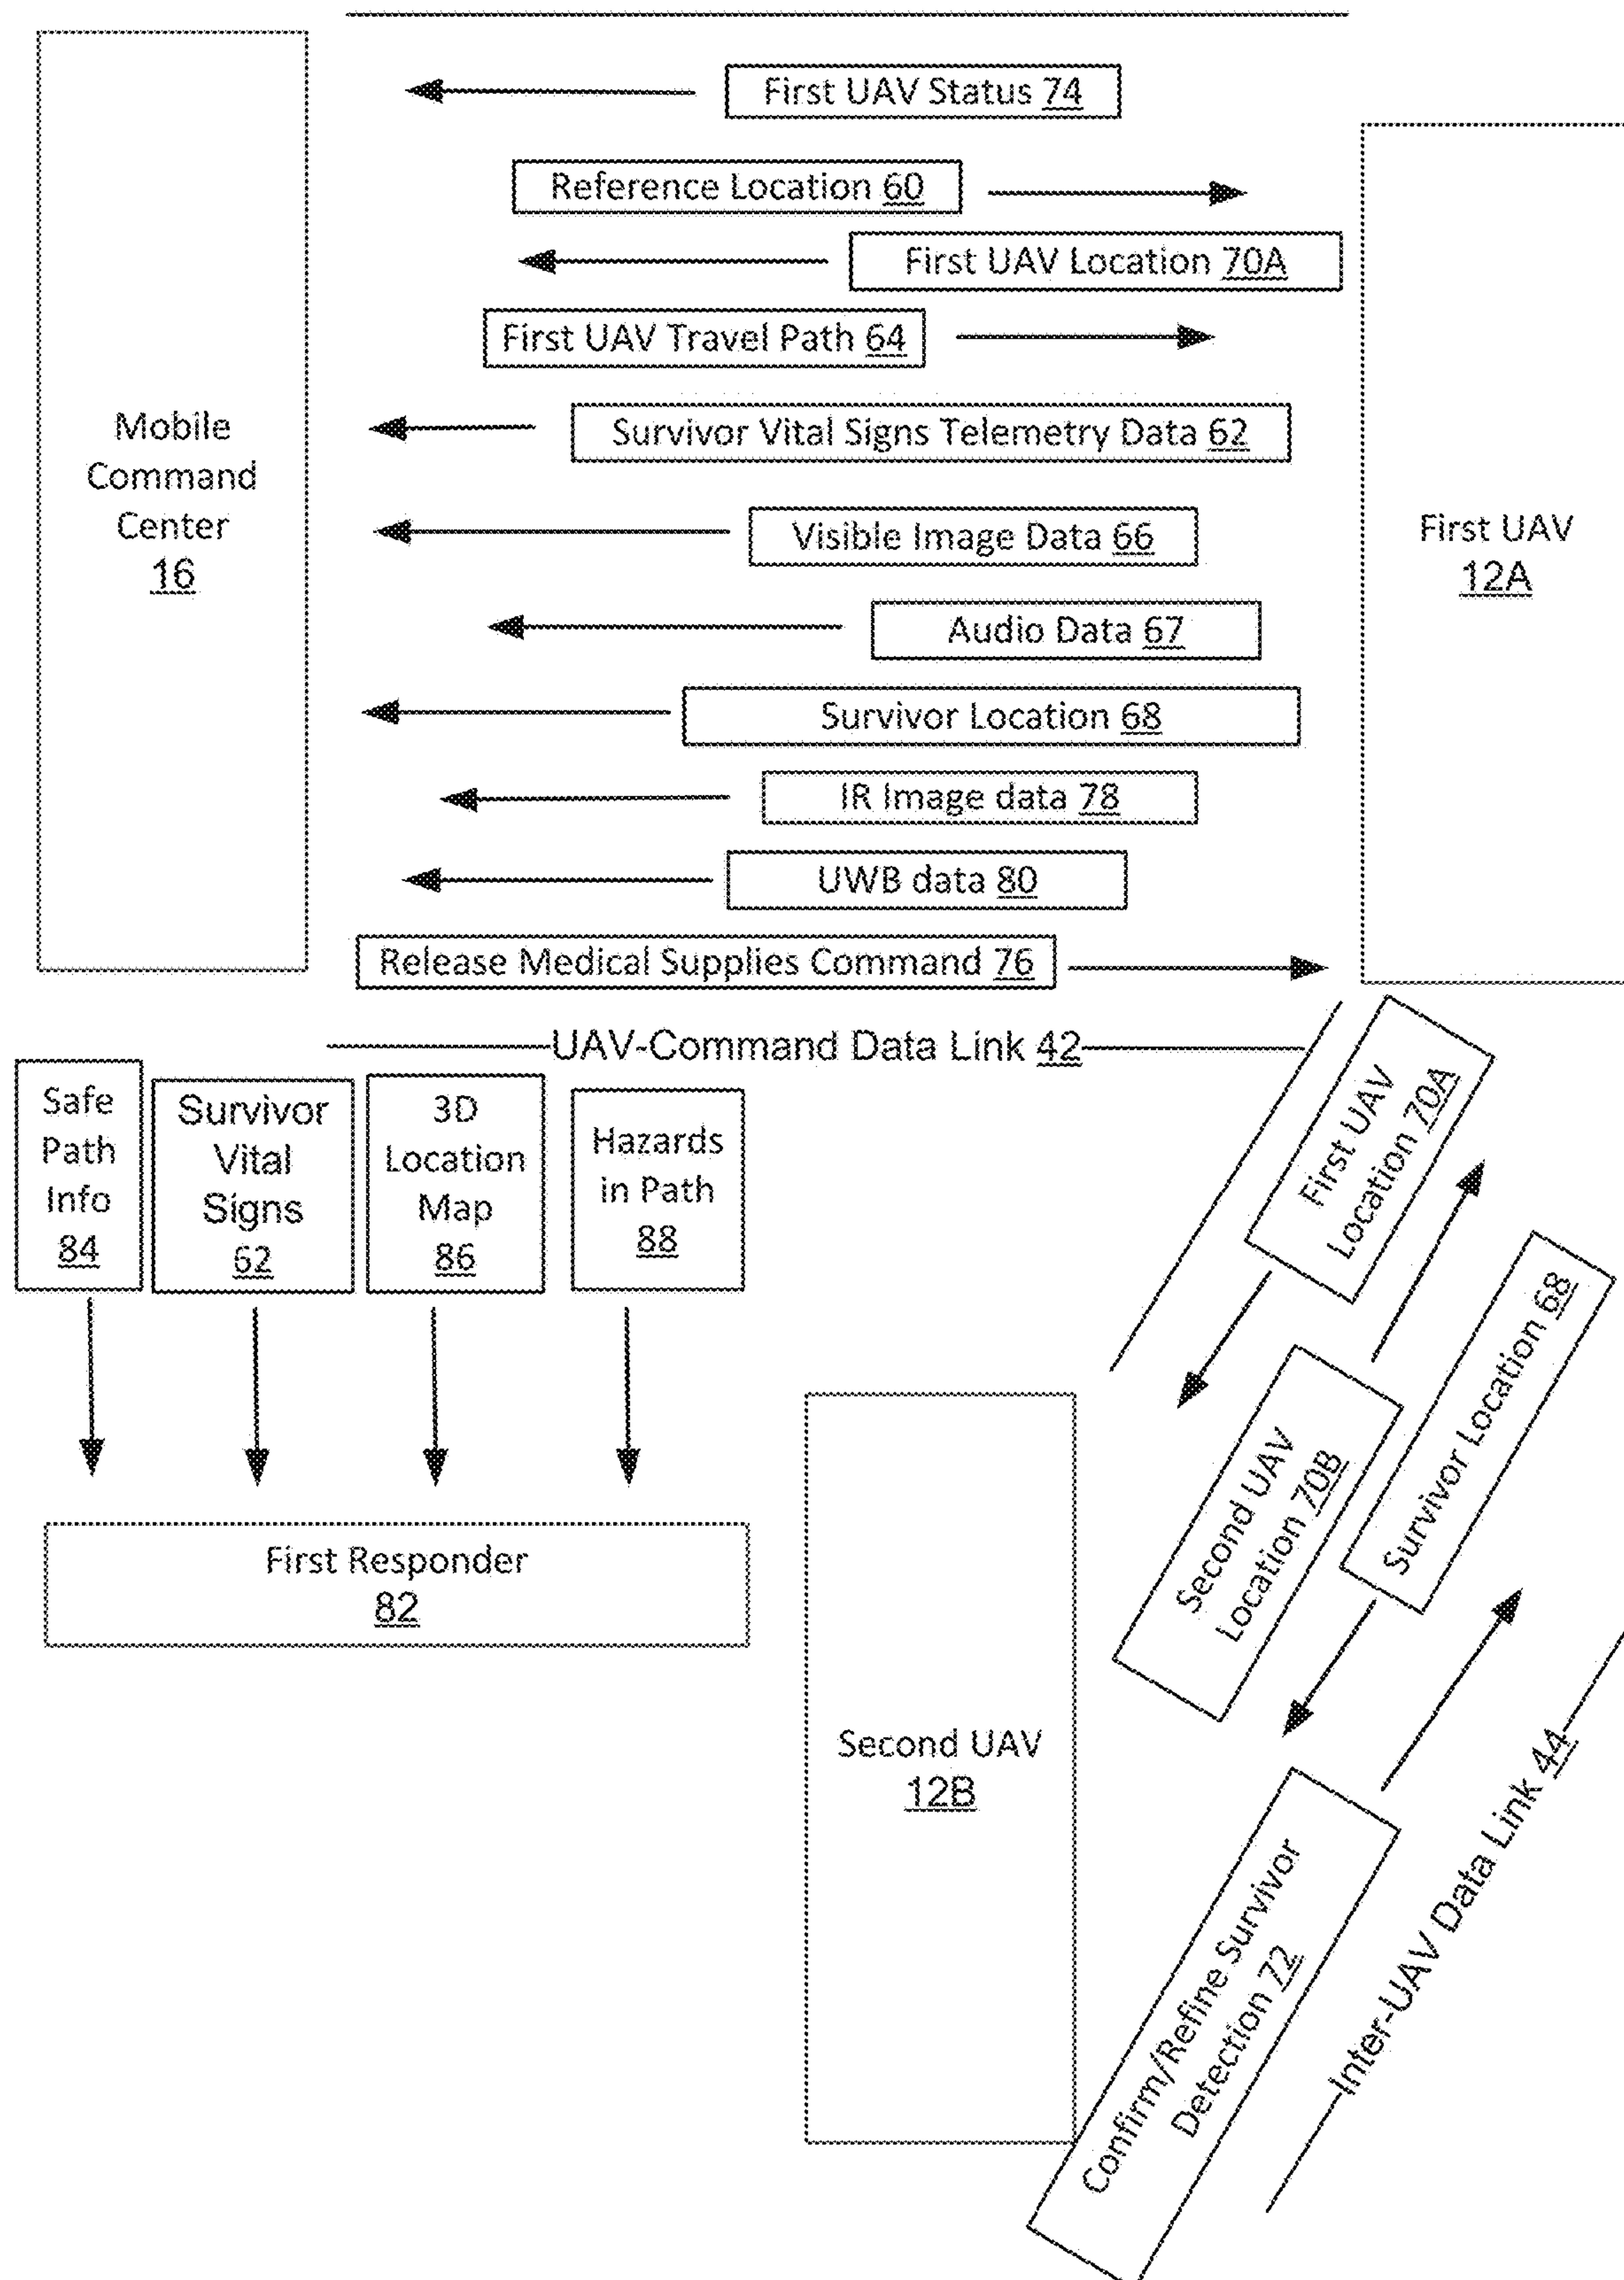 First UAV Status 74
Reference Location 60
First UAV Location 70A
First UAV Travel Path 64
Survivor Vital Signs Telemetry Data 62
Mobile
Command
Center
16
Visible Image Data 66
First UAV
12A
Audio Data 67
Survivor Location 68
IR Image data 78
UWB data 80
Release Medical Supplies Command 76
UAV-Command Data Link 42
Safe
Path
Info
84
Survivor
Vital
Signs
62
3D
Location
Map
86
Hazards
in Path
88
First UAV
Location 70A
Second UAV
Location 70B
Survivor Location 68
First Responder
82
Second UAV
12B
Confirm/Refine Survivor
Detection 72
Inter-UAV Data Link 44